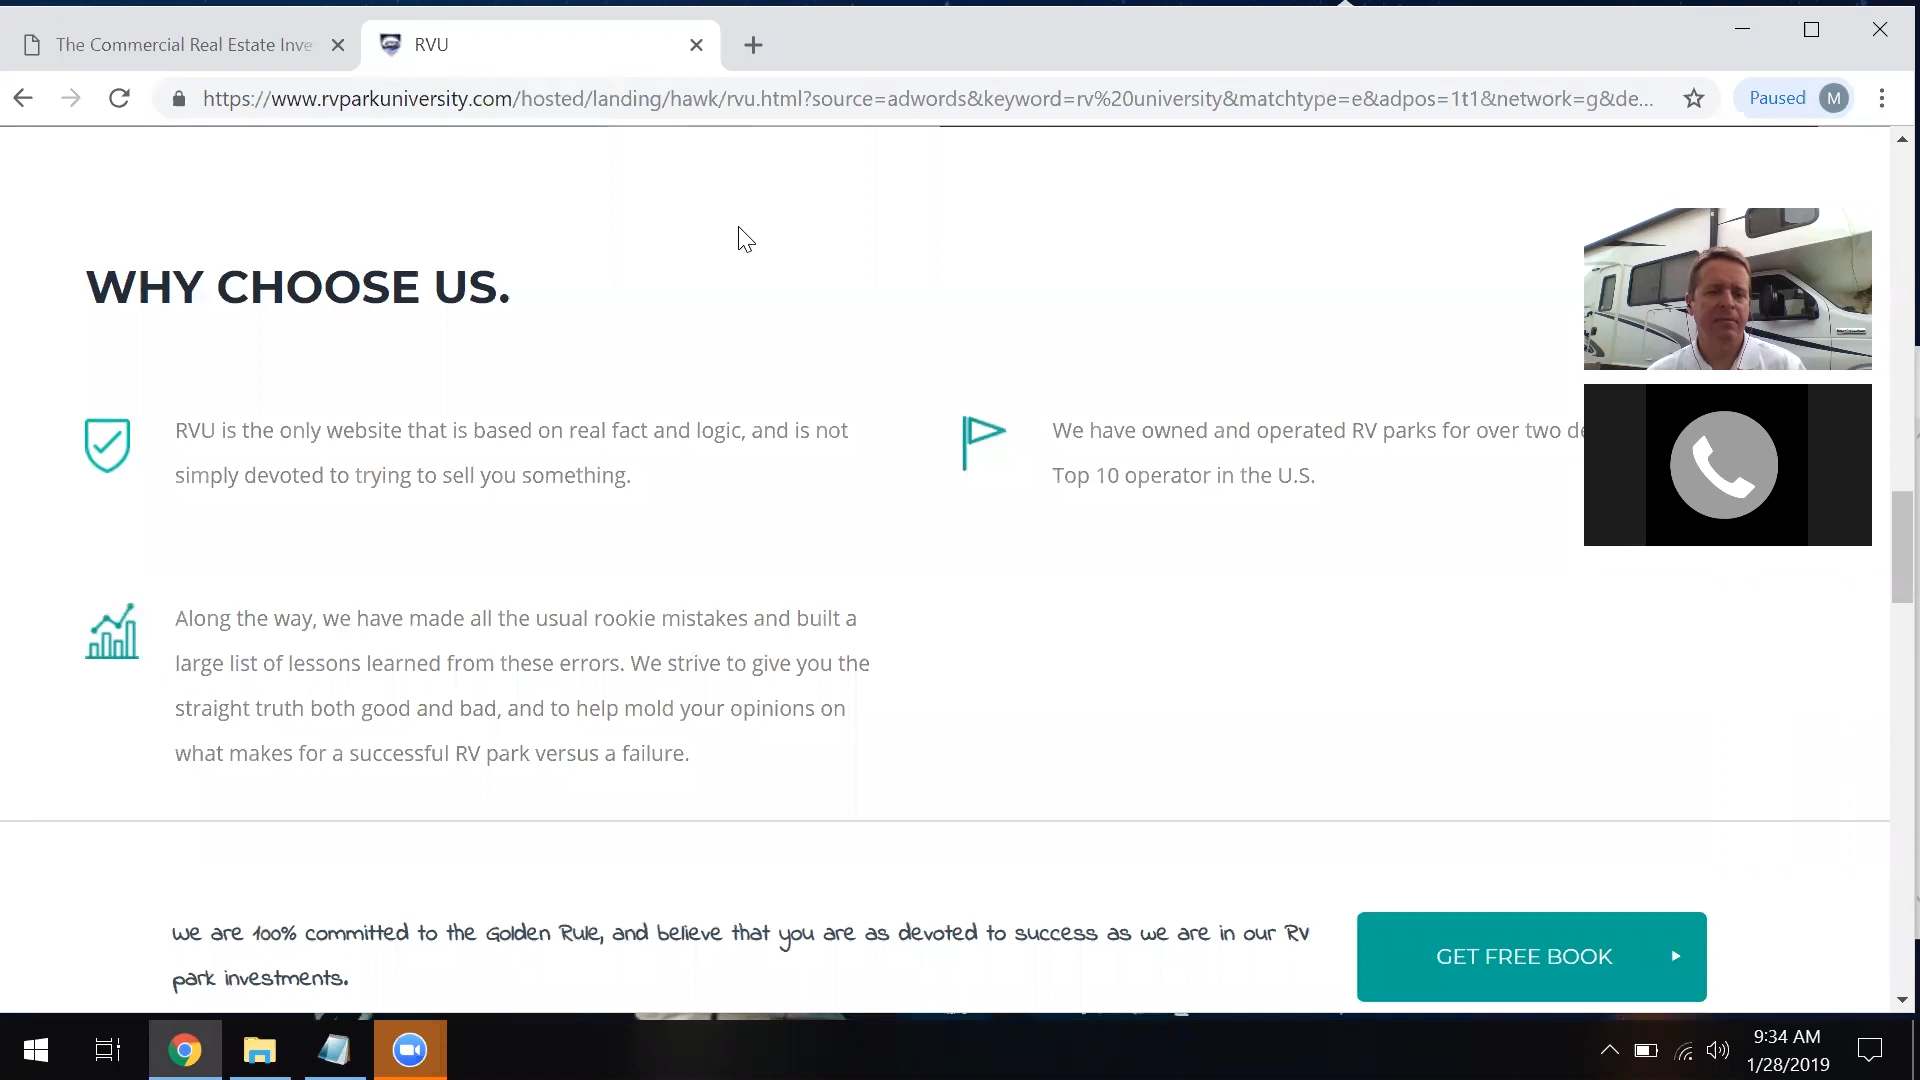 The Commercial Real Estate Inve
RVU
https://www.rvparkuniversity.com/hosted/landing/hawk/rvu.html?source=adwords&keyword=rv%20university&matchtype=e&adpos=1t1&network=g&de...
Paused
M
WHY CHOOSE US.
RVU is the only website that is based on real fact and logic, and is not
simply devoted to trying to sell you something.
We have owned and operated RV parks for over two de
Top 10 operator in the U.S.
Along the way, we have made all the usual rookie mistakes and built a
large list of lessons learned from these errors. We strive to give you the
straight truth both good and bad, and to help mold your opinions on
what makes for a successful RV park versus a failure.
We are 100% committed to the Golden Rule, and believe that you are as devoted to success as we are in our RV
park investments.
GET FREE BOOK
9:34 AM
1/28/2019